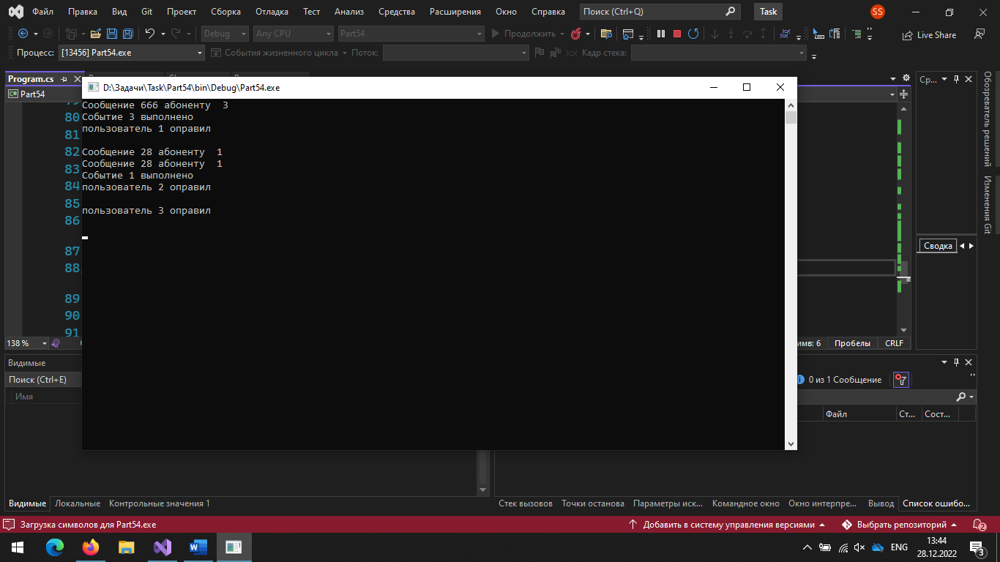 Файл Правка Вид Git Проект Сборка Отладка Тест Анализ Средства Расширения Окно Справка Поиск (Ctrl+Q) Task SS
Debug Any CPU Part54 Продолжить Live Share
Процесс: [13456] Part54.exe События жизненного цикла Поток: Кадр стека:
Program.cs
Part54
D:\Задачи\Task\Part54\bin\Debug\Part54.exe
Ср...
Обозреватель решений
Изменения Git
80
81
82
83
84
85
86
87
88
89
90
91
Сообщение 666 абоненту 3
Событие 3 выполнено
пользователь 1 оправил
Сообщение 28 абоненту 1
Сообщение 28 абоненту 1
Событие 1 выполнено
пользователь 2 оправил
пользователь 3 оправил
Сводка
138 %
имв: 6 Пробелы CRLF
Видимые
Поиск (Ctrl+E)
Имя
0 из 1 Сообщение
Файл Ст... Сост...
Видимые Локальные Контрольные значения 1
Стек вызовов Точки останова Параметры иск... Командное окно Окно интерпре... Вывод Список ошибо...
Загрузка символов для Part54.exe Добавить в систему управления версиями Выбрать репозиторий 2
ENG 13:44
28.12.2022 3